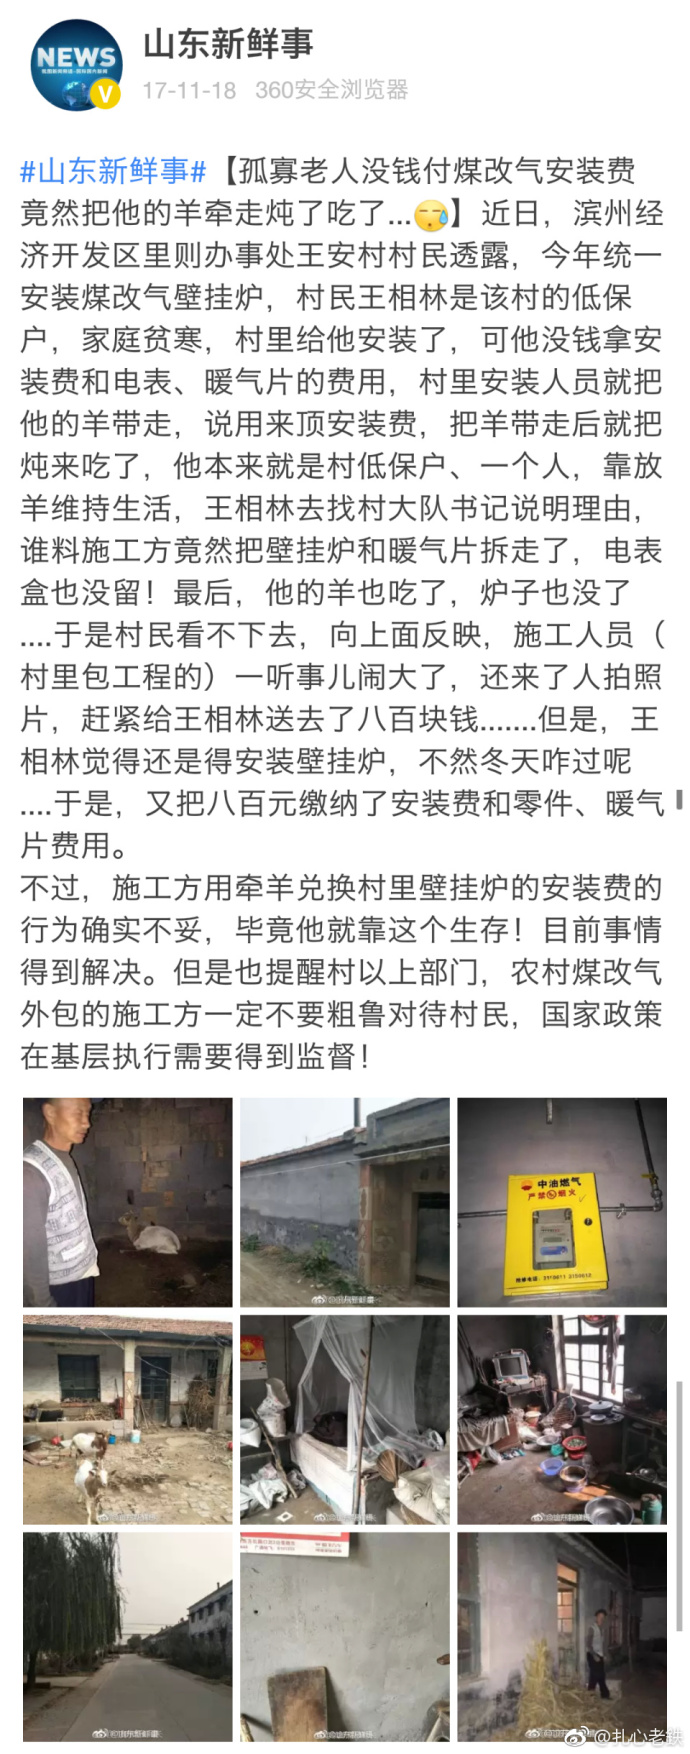 NEWS
V
山东新鲜事
17-11-18 360安全浏览器
#山东新鲜事#【孤寡老人没钱付煤改气安装费
竟然把他的羊牵走炖了吃了...】近日，滨州经
济开发区里则办事处王安村村民透露，今年统一
安装煤改气壁挂炉，村民王相林是该村的低保
户，家庭贫寒，村里给他安装了，可他没钱拿安
装费和电表、暖气片的费用，村里安装人员就把
他的羊带走，说用来顶安装费，把羊带走后就把
炖来吃了，他本来就是村低保户、一个人，靠放
羊维持生活，王相林去找村大队书记说明理由，
谁料施工方竟然把壁挂炉和暖气片拆走了，电表
盒也没留！最后，他的羊也吃了，炉子也没了
....于是村民看不下去，向上面反映，施工人员（
村里包工程的）一听事儿闹大了，还来了人拍照
片，赶紧给王相林送去了八百块钱.......但是，王
相林觉得还是得安装壁挂炉，不然冬天咋过呢
....于是，又把八百元缴纳了安装费和零件、暖气
片费用。
不过，施工方用牵羊兑换村里壁挂炉的安装费的
行为确实不妥，毕竟他就靠这个生存！目前事情
得到解决。但是也提醒村以上部门，农村煤改气
外包的施工方一定不要粗鲁对待村民，国家政策
在基层执行需要得到监督！
中油燃气
严禁烟火
@扎心老铁